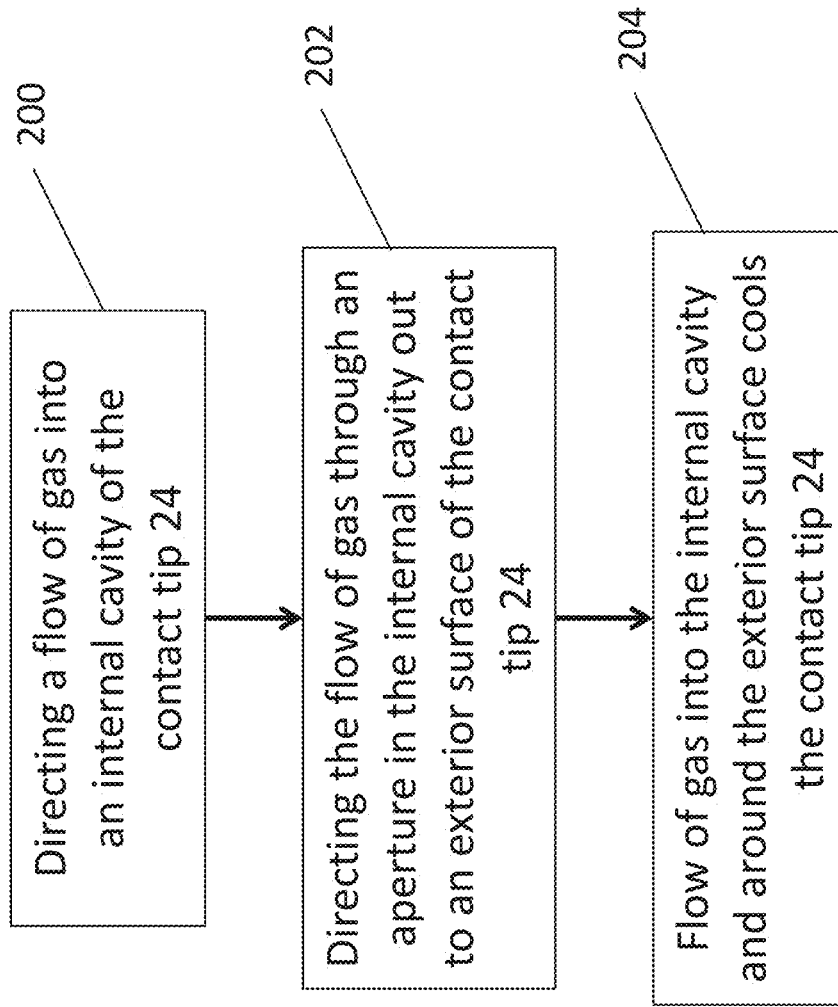 200
Directing a flow of gas into
an internal cavity of the
contact tip 24
202
Directing the flow of gas through an
aperture in the internal cavity out
to an exterior surface of the contact
tip 24
204
Flow of gas into the internal cavity
and around the exterior surface cools
the contact tip 24